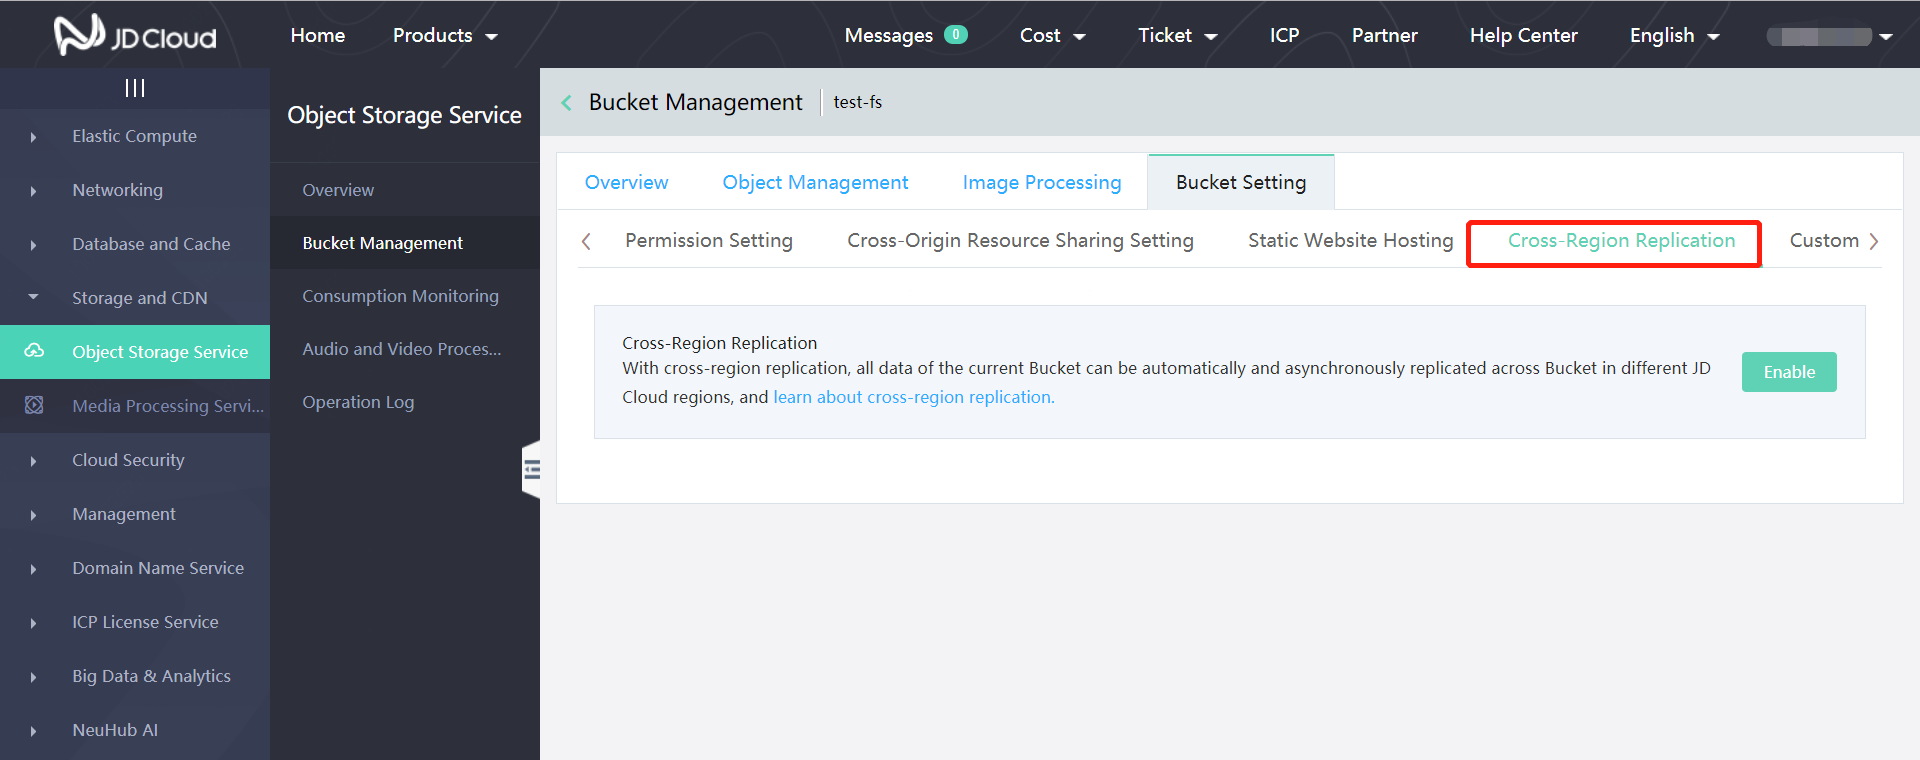 JD Cloud
Home
Products
Messages 0
Cost
Ticket
ICP
Partner
Help Center
English
Elastic Compute
Networking
Database and Cache
Storage and CDN
Object Storage Service
Media Processing Servi...
Cloud Security
Management
Domain Name Service
ICP License Service
Big Data & Analytics
NeuHub AI
Object Storage Service
Overview
Bucket Management
Consumption Monitoring
Audio and Video Proces...
Operation Log
Bucket Management
test-fs
Overview
Object Management
Image Processing
Bucket Setting
Permission Setting
Cross-Origin Resource Sharing Setting
Static Website Hosting
Cross-Region Replication
Custom
Cross-Region Replication
With cross-region replication, all data of the current Bucket can be automatically and asynchronously replicated across Bucket in different JD
Cloud regions, and learn about cross-region replication.
Enable